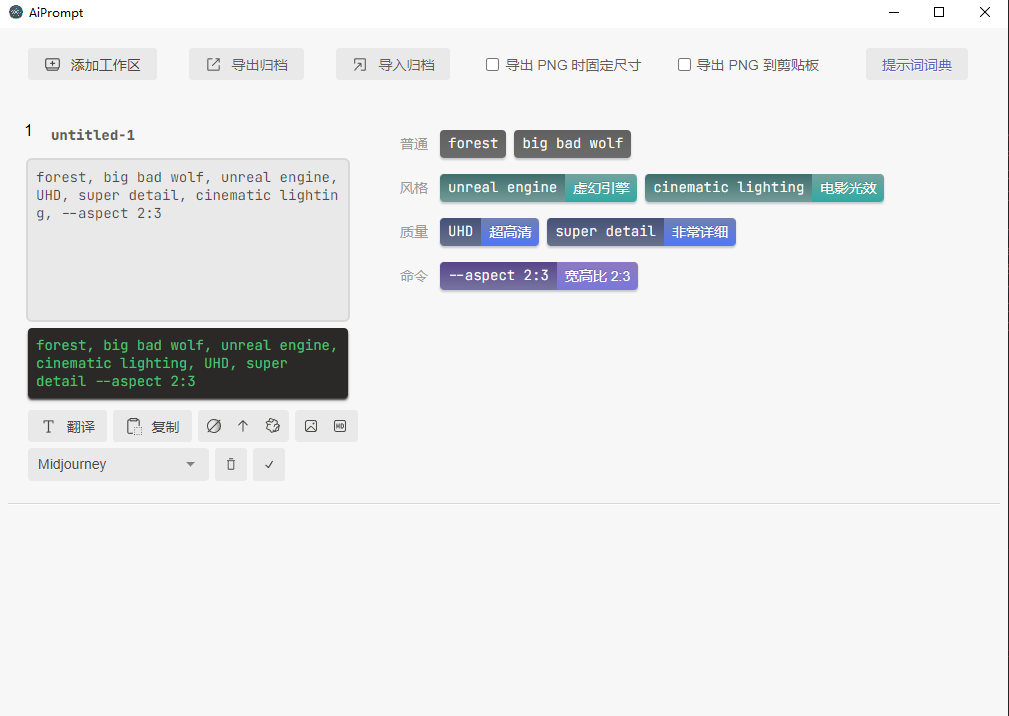 AiPrompt
添加工作区
导出归档
导入归档
导出 PNG 时固定尺寸
导出 PNG 到剪贴板
提示词词典
1
untitled-1
forest, big bad wolf, unreal engine,
UHD, super detail, cinematic lightin
g, --aspect 2:3
forest, big bad wolf, unreal engine,
cinematic lighting, UHD, super
detail --aspect 2:3
翻译
复制
HD
Midjourney
普通 forest big bad wolf
风格 unreal engine 虚幻引擎 cinematic lighting 电影光效
质量 UHD 超高清 super detail 非常详细
命令 --aspect 2:3 宽高比 2:3